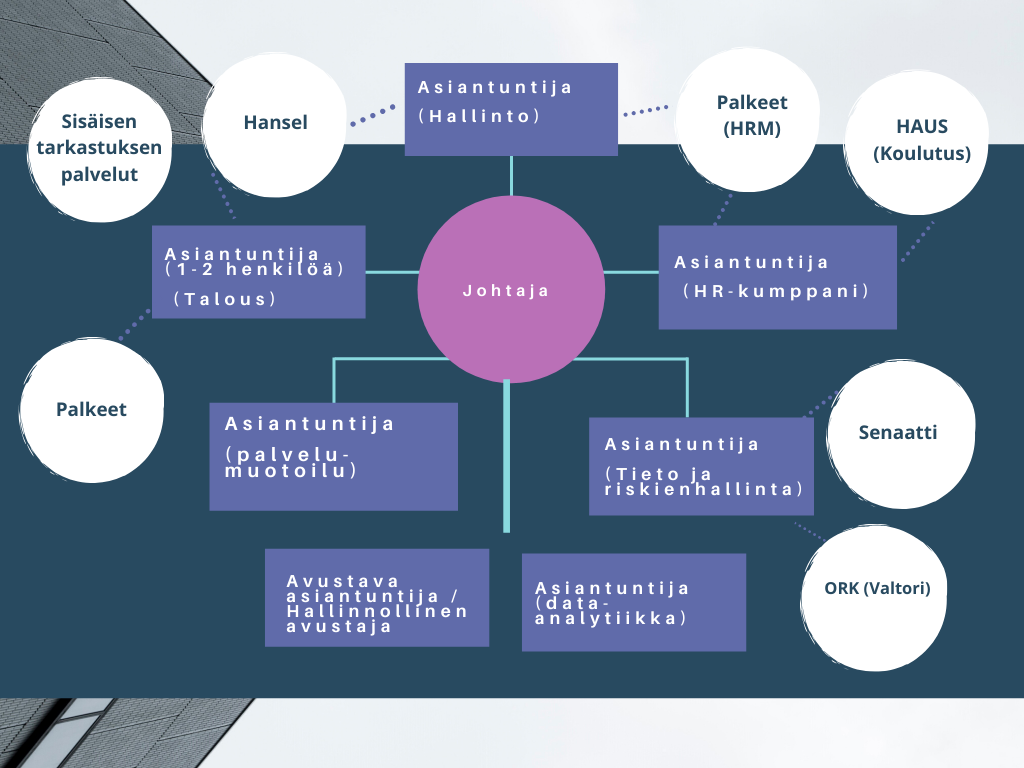 Sisäisen
tarkastuksen
palvelut
Hansel
Asiantuntija
(Hallinto)
Palkeet
(HRM)
HAUS
(Koulutus)
Asiantuntija
(1-2 henkilöä)
(Talous)
Johtaja
Asiantuntija
(HR-kumppani)
Palkeet
Asiantuntija
(palvelu-
muotoilu)
Asiantuntija
(Tieto ja
riskienhallinta)
Senaatti
Avustava
asiantuntija /
Hallinnollinen
avustaja
Asiantuntija
(data-
analytiikka)
ORK (Valtori)